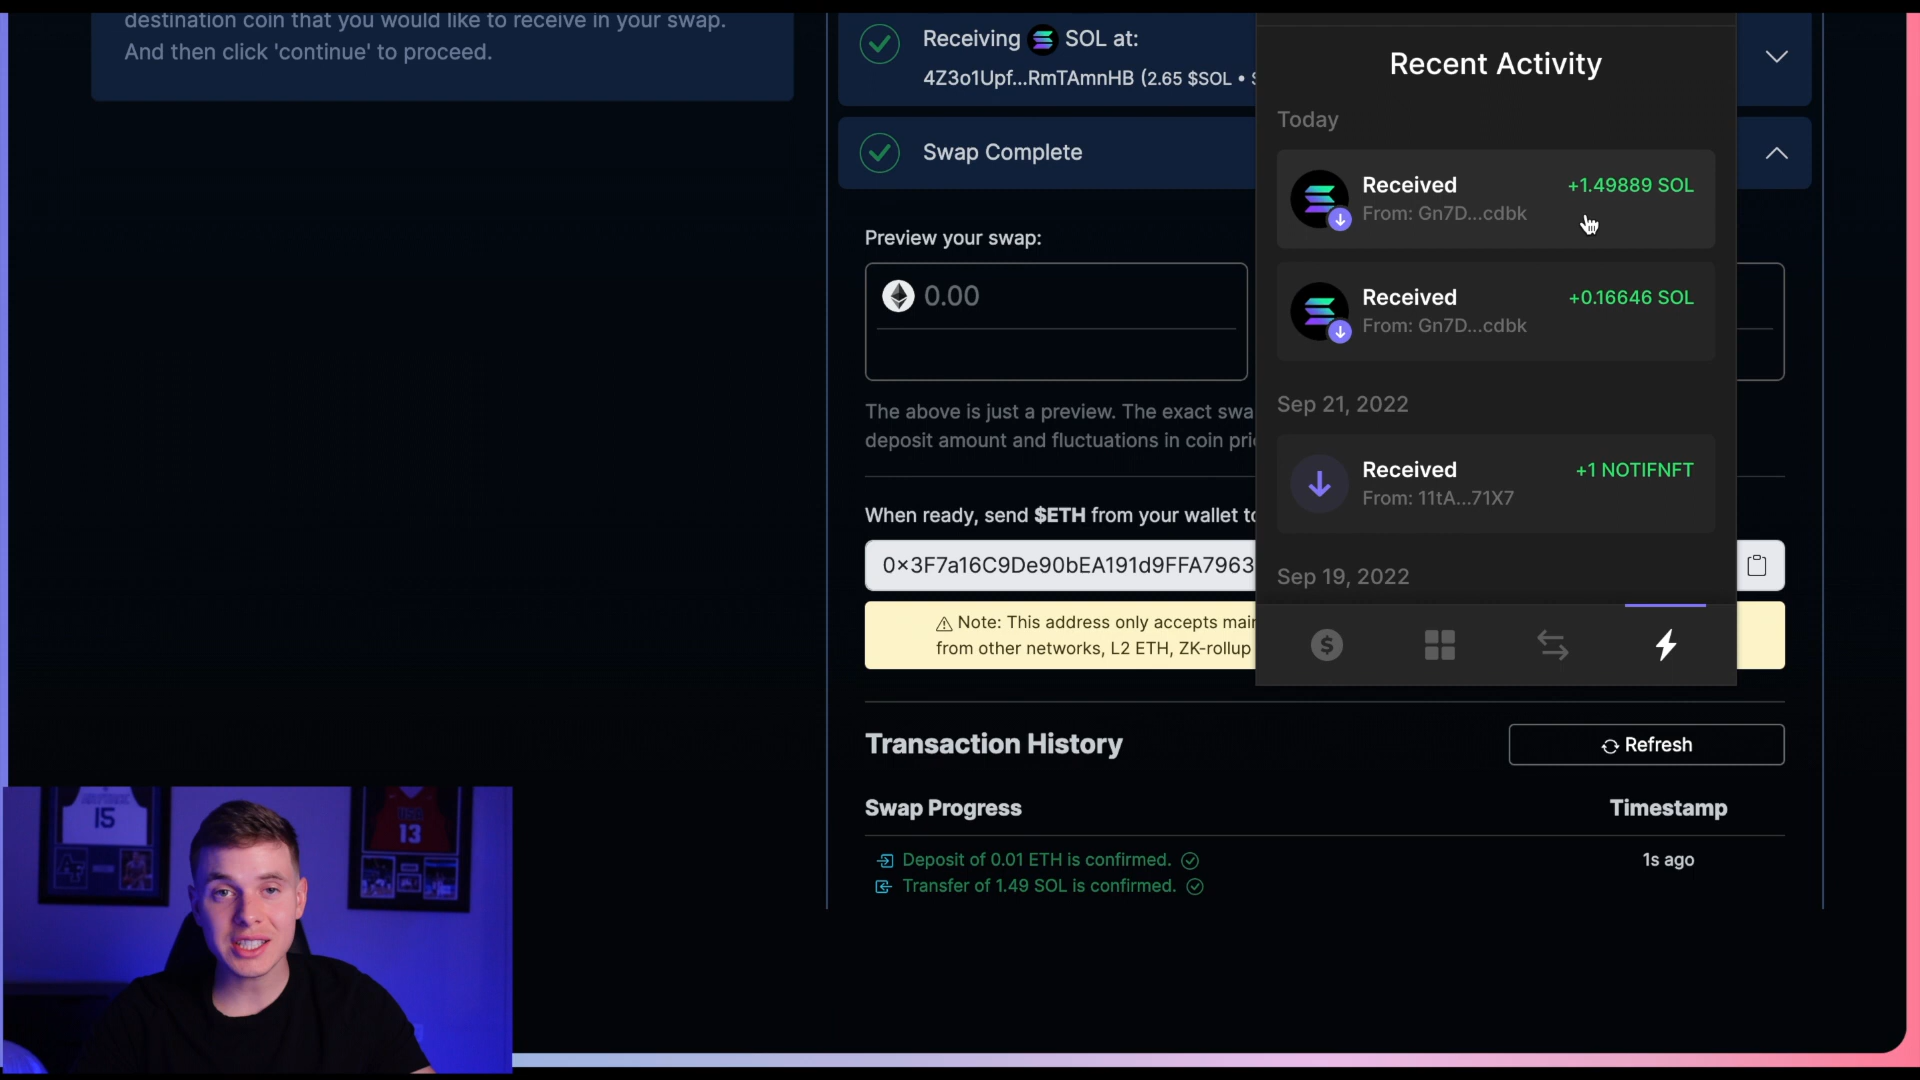 destination coin that you would like to receive in your swap.
And then click 'continue' to proceed.
Receiving SOL at:
4Z3o1Upf...RmTAmnHB (2.65 $SOL •
Swap Complete
Preview your swap:
0.00
The above is just a preview. The exact swa
deposit amount and fluctuations in coin pri
When ready, send $ETH from your wallet to
0×3F7a16C9De90bEA191d9FFA7963
Note: This address only accepts mai
from other networks, L2 ETH, ZK-rollup
Transaction History
Refresh
Swap Progress
Timestamp
Deposit of 0.01 ETH is confirmed.
1s ago
Transfer of 1.49 SOL is confirmed.
Recent Activity
Today
Received
+1.49889 SOL
From: Gn7D...cdbk
Received
+0.16646 SOL
From: Gn7D...cdbk
Sep 21, 2022
Received
+1 NOTIFNFT
From: 11tA...71X7
Sep 19, 2022
15
USA
13